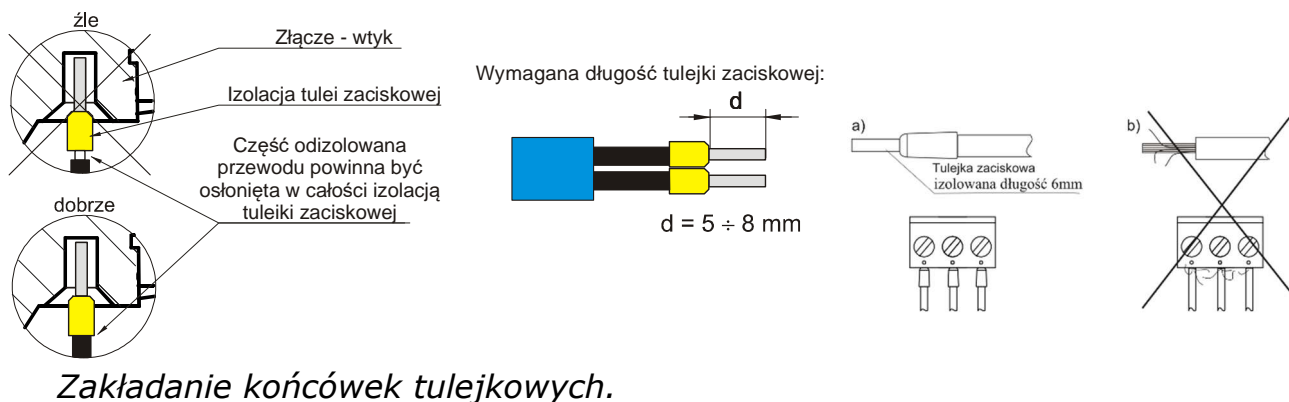 źle
Złącze - wtyk
Izolacja tulei zaciskowej
Część odizolowana
przewodu powinna być
osłonięta w całości izolacją
tuleiki zaciskowej
dobrze
Wymagana długość tulejki zaciskowej:
d
d = 5 ÷ 8 mm
a)
Tulejka zaciskowa
izolowana długość 6mm
b)
Zakładanie końcówek tulejkowych.